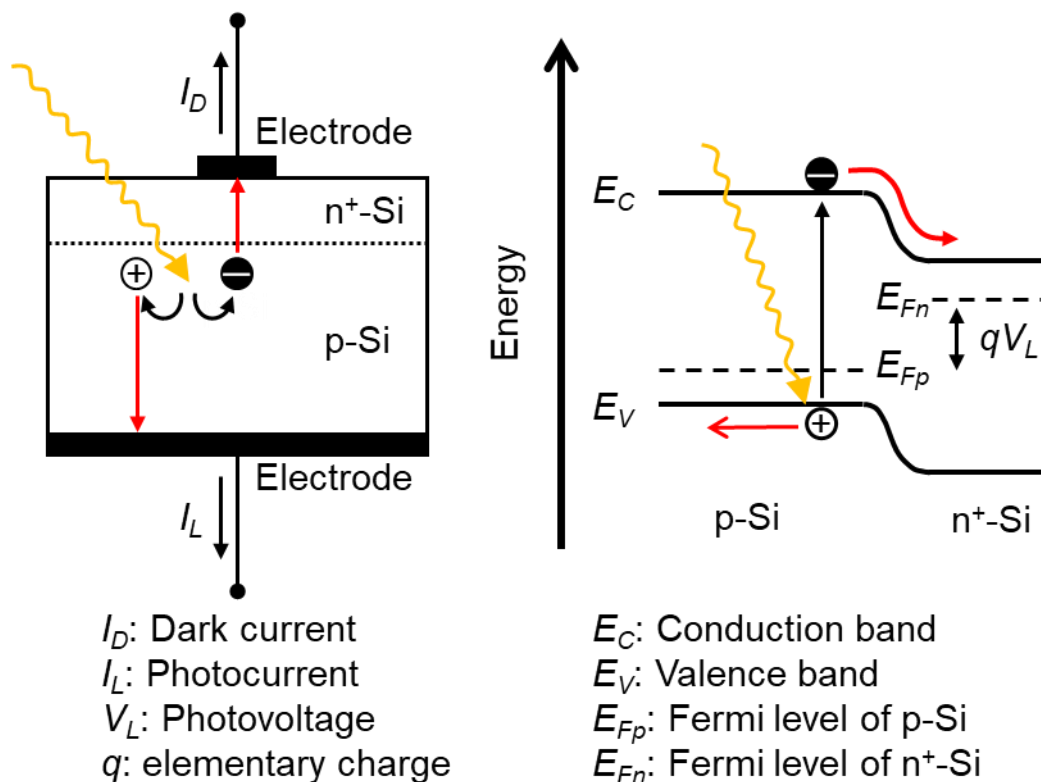 I_D
Electrode
n⁺-Si
+
−
p-Si
Electrode
I_L
Energy
E_C
−
E_Fn
qV_L
E_Fp
E_V
+
p-Si
n⁺-Si
I_D: Dark current
I_L: Photocurrent
V_L: Photovoltage
q: elementary charge
E_C: Conduction band
E_V: Valence band
E_Fp: Fermi level of p-Si
E_Fn: Fermi level of n⁺-Si